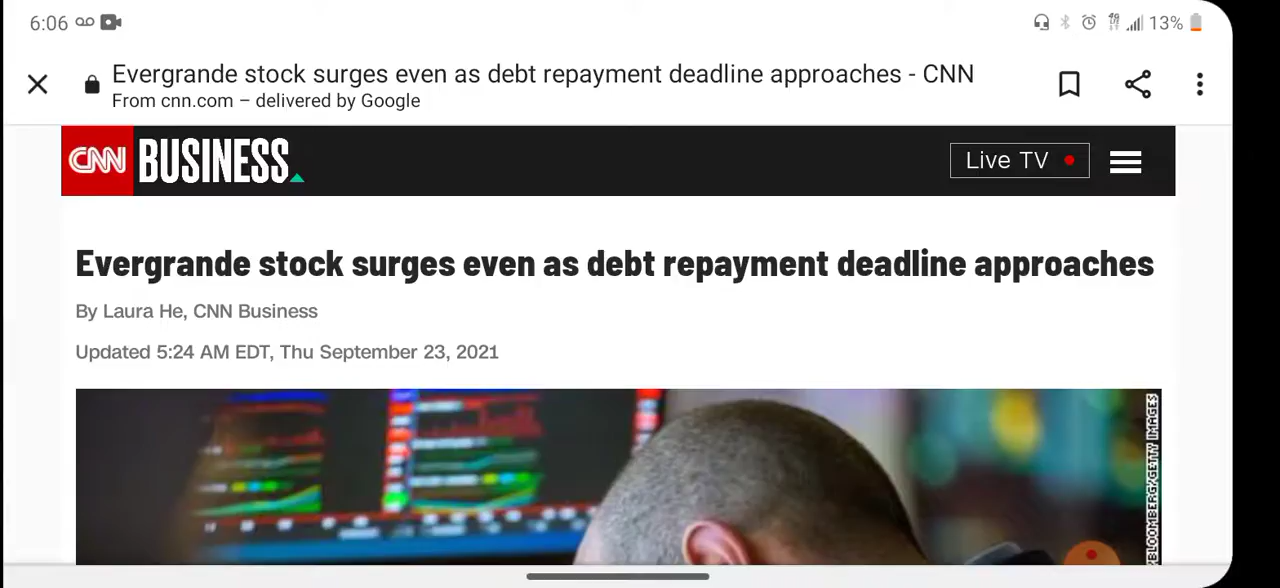 6:06 13%
Evergrande stock surges even as debt repayment deadline approaches - CNN
From cnn.com – delivered by Google
CNN BUSINESS Live TV
Evergrande stock surges even as debt repayment deadline approaches
By Laura He, CNN Business
Updated 5:24 AM EDT, Thu September 23, 2021
BLOOMBERG/GETTY IMAGES